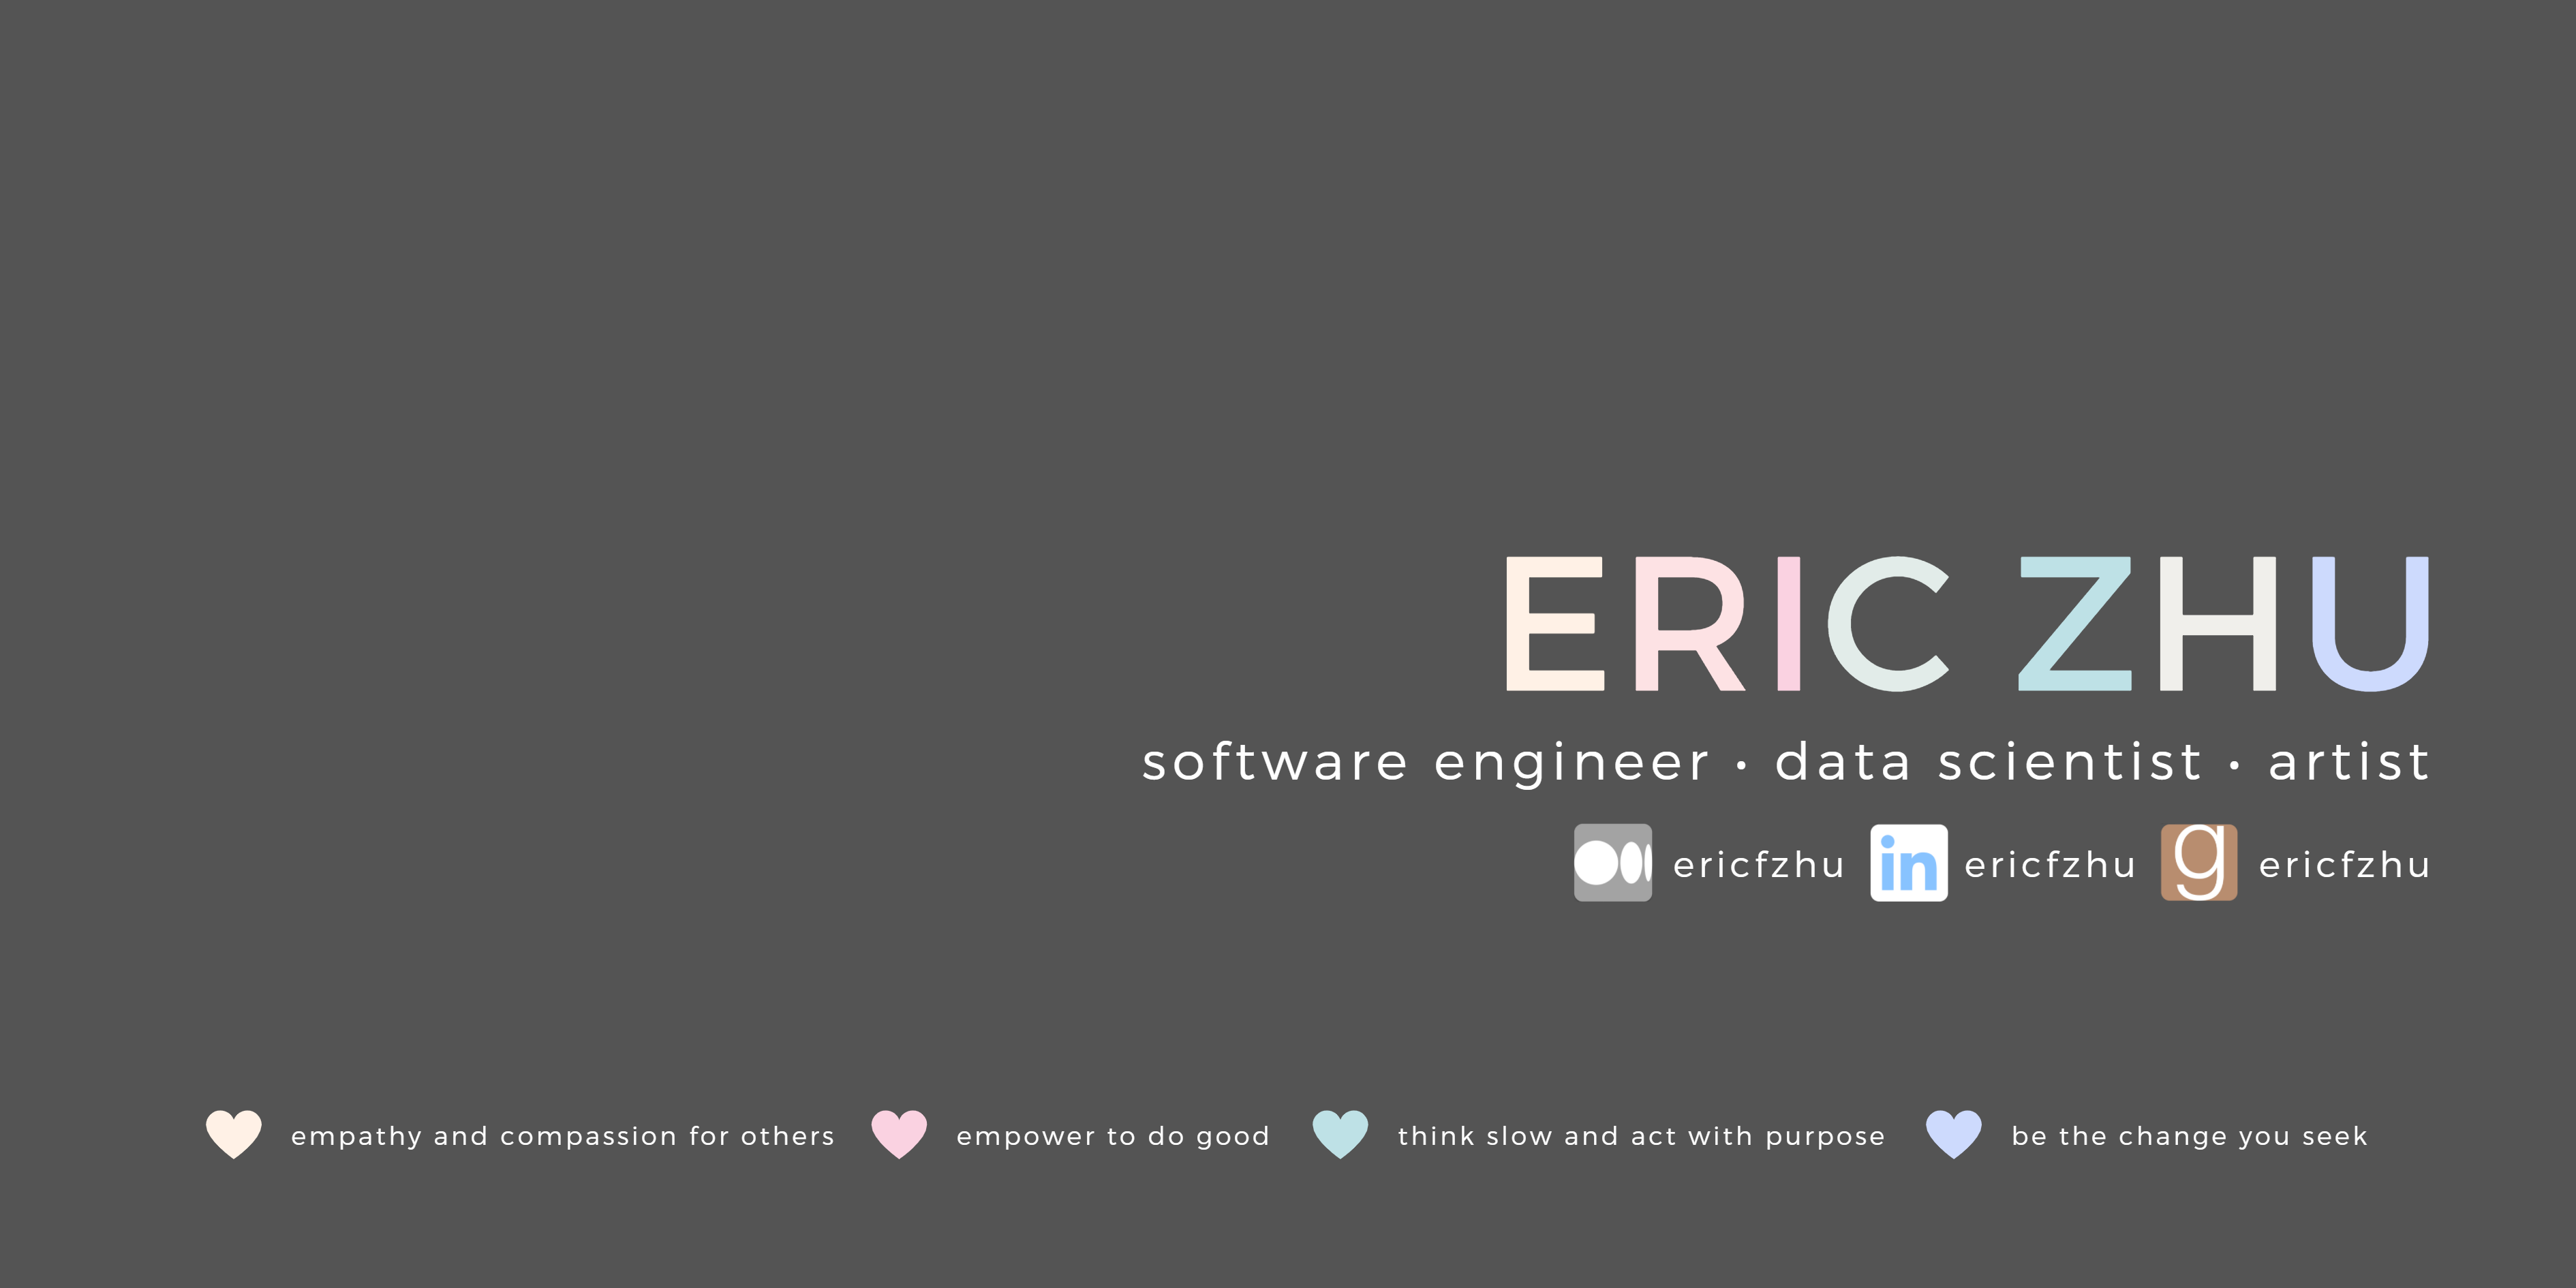 ERIC ZHU
software engineer · data scientist · artist
ericfzhu in ericfzhu g ericfzhu
empathy and compassion for others empower to do good think slow and act with purpose be the change you seek